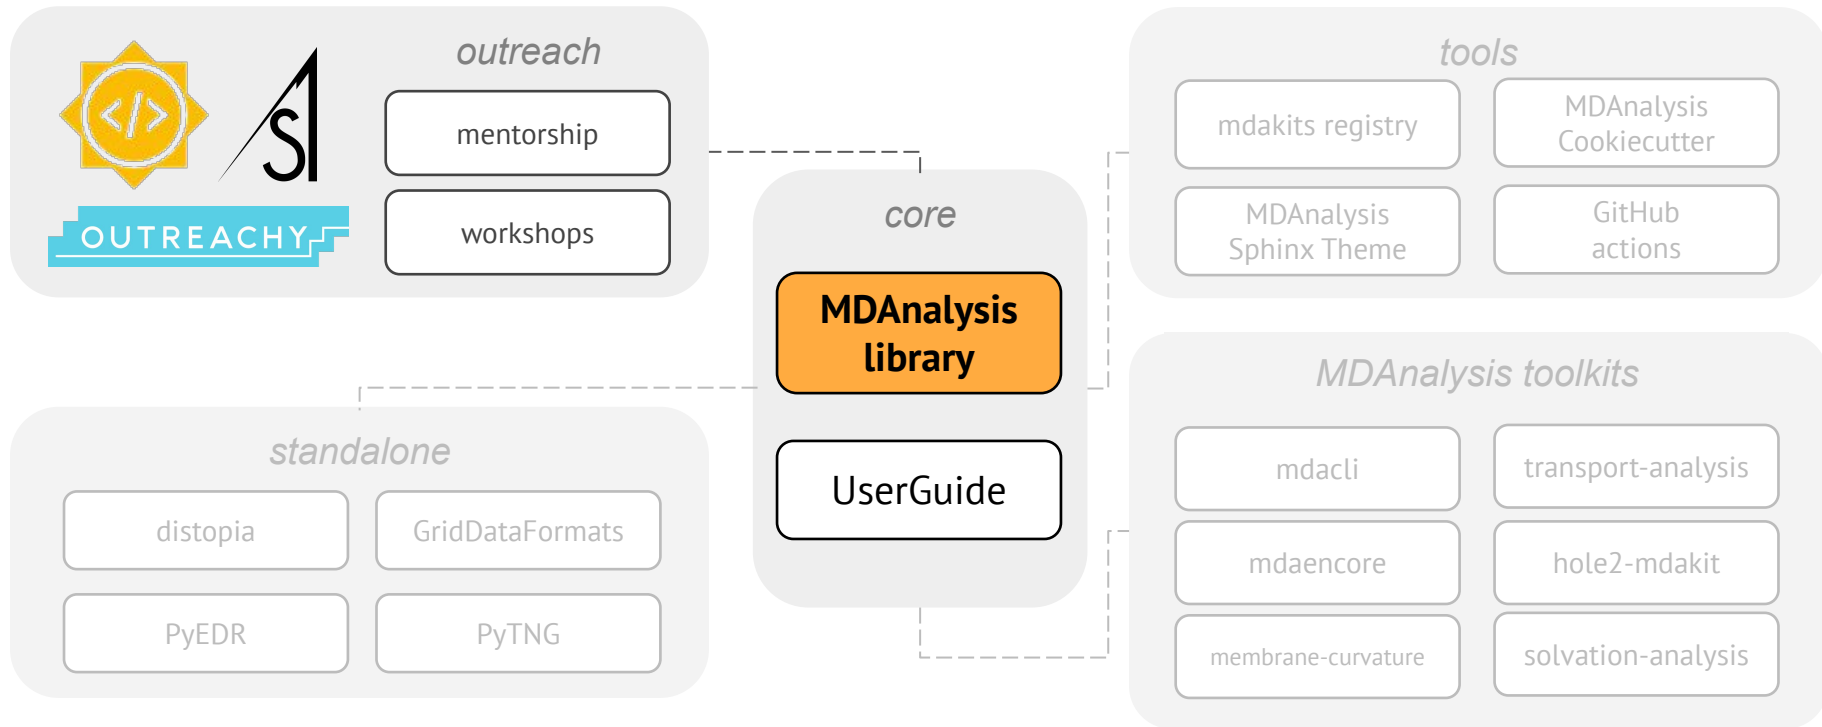 outreach
</>
SI
OUTREACHY
mentorship
workshops
core
MDAnalysis
library
UserGuide
tools
mdakits registry
MDAnalysis
Cookiecutter
MDAnalysis
Sphinx Theme
GitHub
actions
standalone
distopia
GridDataFormats
PyEDR
PyTNG
MDAnalysis toolkits
mdacli
transport-analysis
mdaencore
hole2-mdakit
membrane-curvature
solvation-analysis